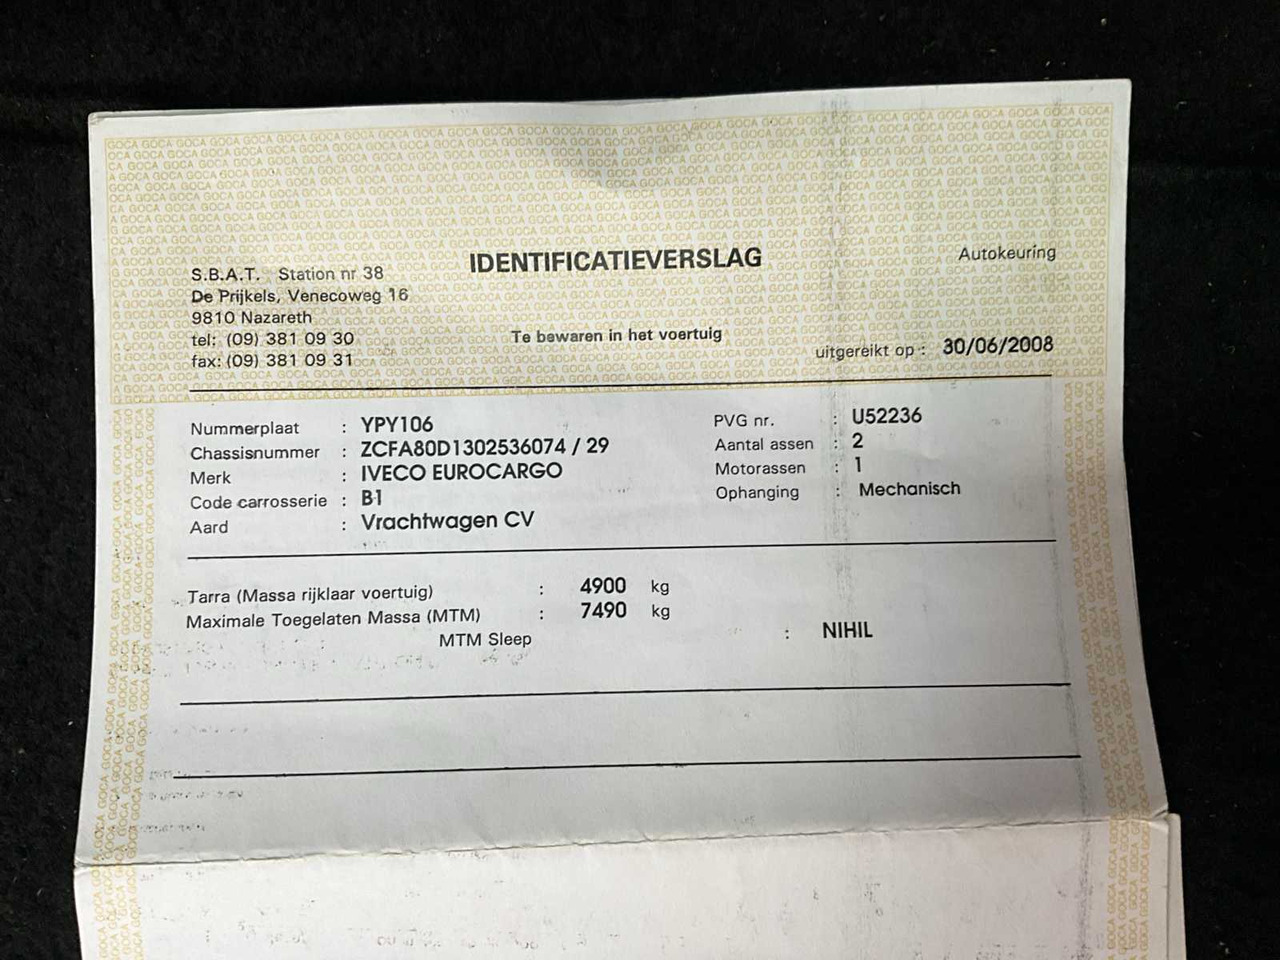 IDENTIFICATIEVERSLAG
Autokeuring
S.B.A.T. Station nr 38
De Prijkels, Venecoweg 16
9810 Nazareth
tel: (09) 381 09 30
fax: (09) 381 09 31
Te bewaren in het voertuig
uitgereikt op : 30/06/2008
Nummerplaat : YPY106
Chassisnummer : ZCFA80D1302536074 / 29
Merk : IVECO EUROCARGO
Code carrosserie : B1
Aard : Vrachtwagen CV
PVG nr. : U52236
Aantal assen : 2
Motorassen : 1
Ophanging : Mechanisch
Tarra (Massa rijklaar voertuig) : 4900 kg
Maximale Toegelaten Massa (MTM) : 7490 kg
MTM Sleep : NIHIL